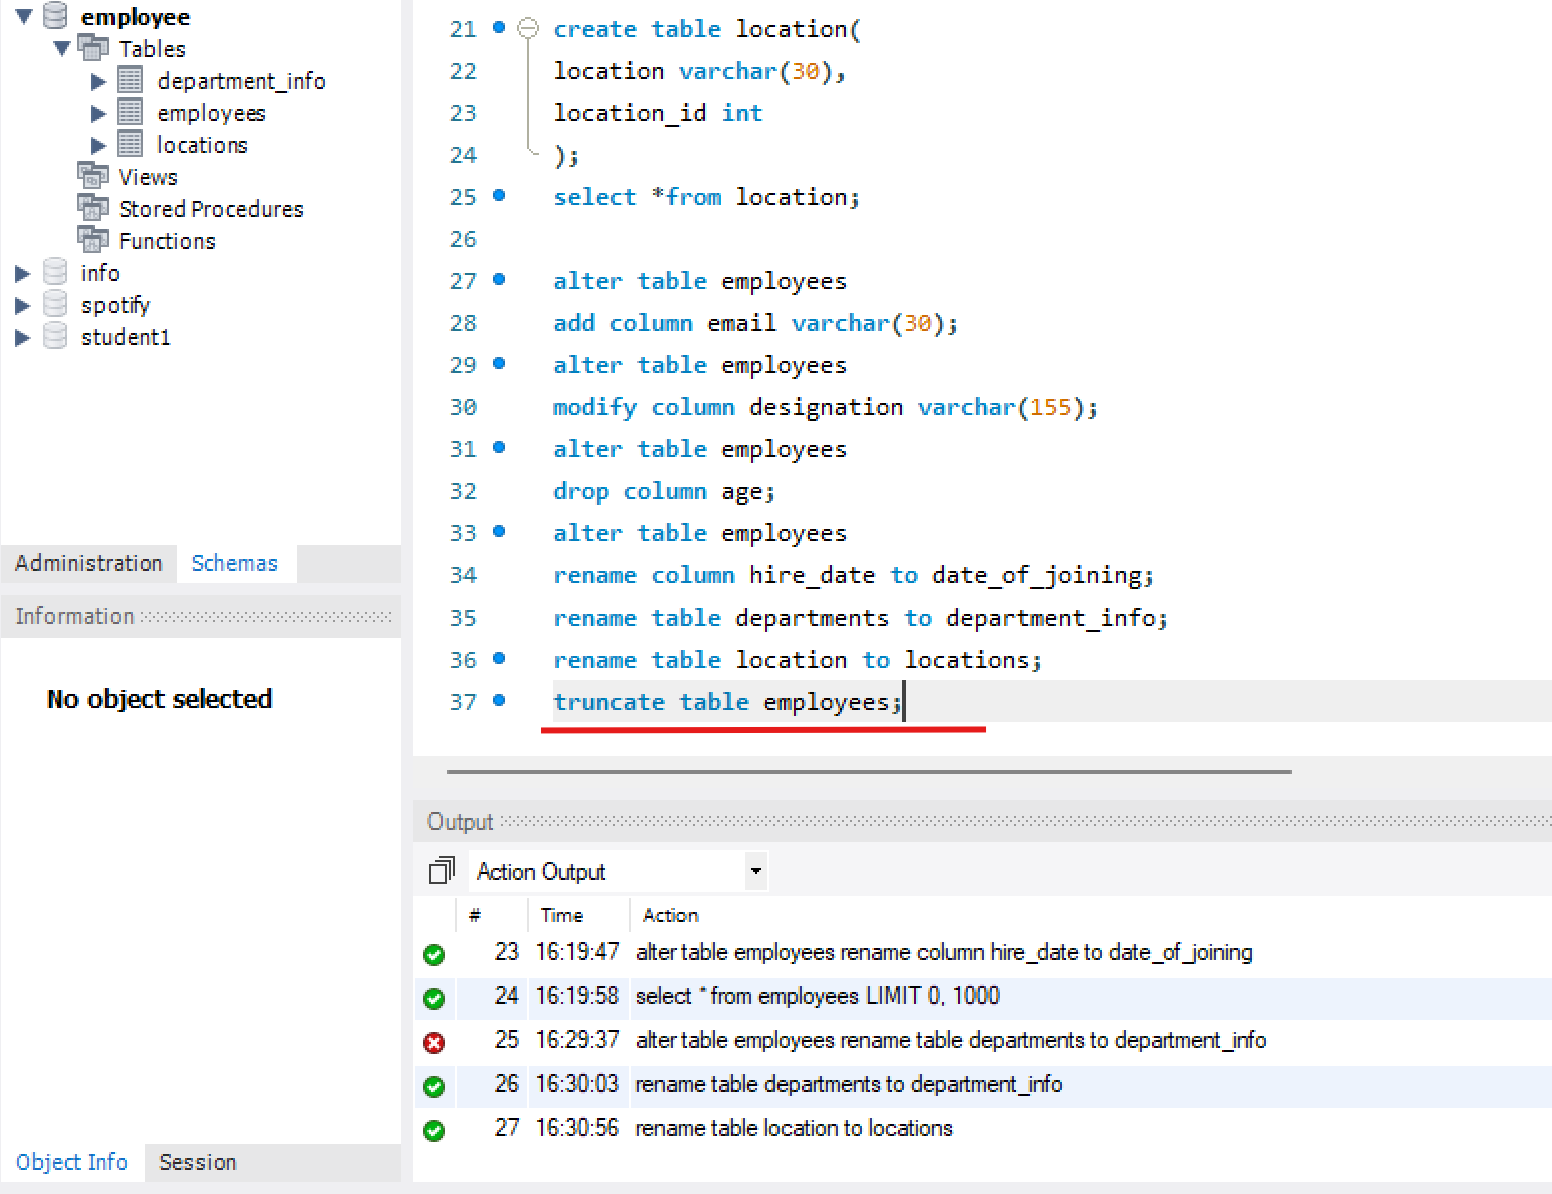 employee
Tables
department_info
employees
locations
Views
Stored Procedures
Functions
info
spotify
student1
Administration Schemas
Information
No object selected
Object Info Session
21 create table location(
22 location varchar(30),
23 location_id int
24 );
25 select *from location;
26
27 alter table employees
28 add column email varchar(30);
29 alter table employees
30 modify column designation varchar(155);
31 alter table employees
32 drop column age;
33 alter table employees
34 rename column hire_date to date_of_joining;
35 rename table departments to department_info;
36 rename table location to locations;
37 truncate table employees;
Output
Action Output
# Time Action
23 16:19:47 alter table employees rename column hire_date to date_of_joining
24 16:19:58 select * from employees LIMIT 0, 1000
25 16:29:37 alter table employees rename table departments to department_info
26 16:30:03 rename table departments to department_info
27 16:30:56 rename table location to locations